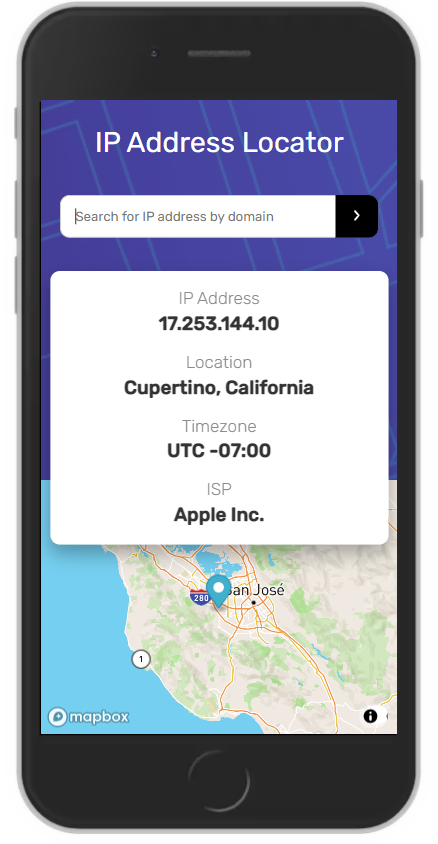 IP Address Locator
Search for IP address by domain
IP Address
17.253.144.10
Location
Cupertino, California
Timezone
UTC -07:00
ISP
Apple Inc.
280
San José
1
mapbox